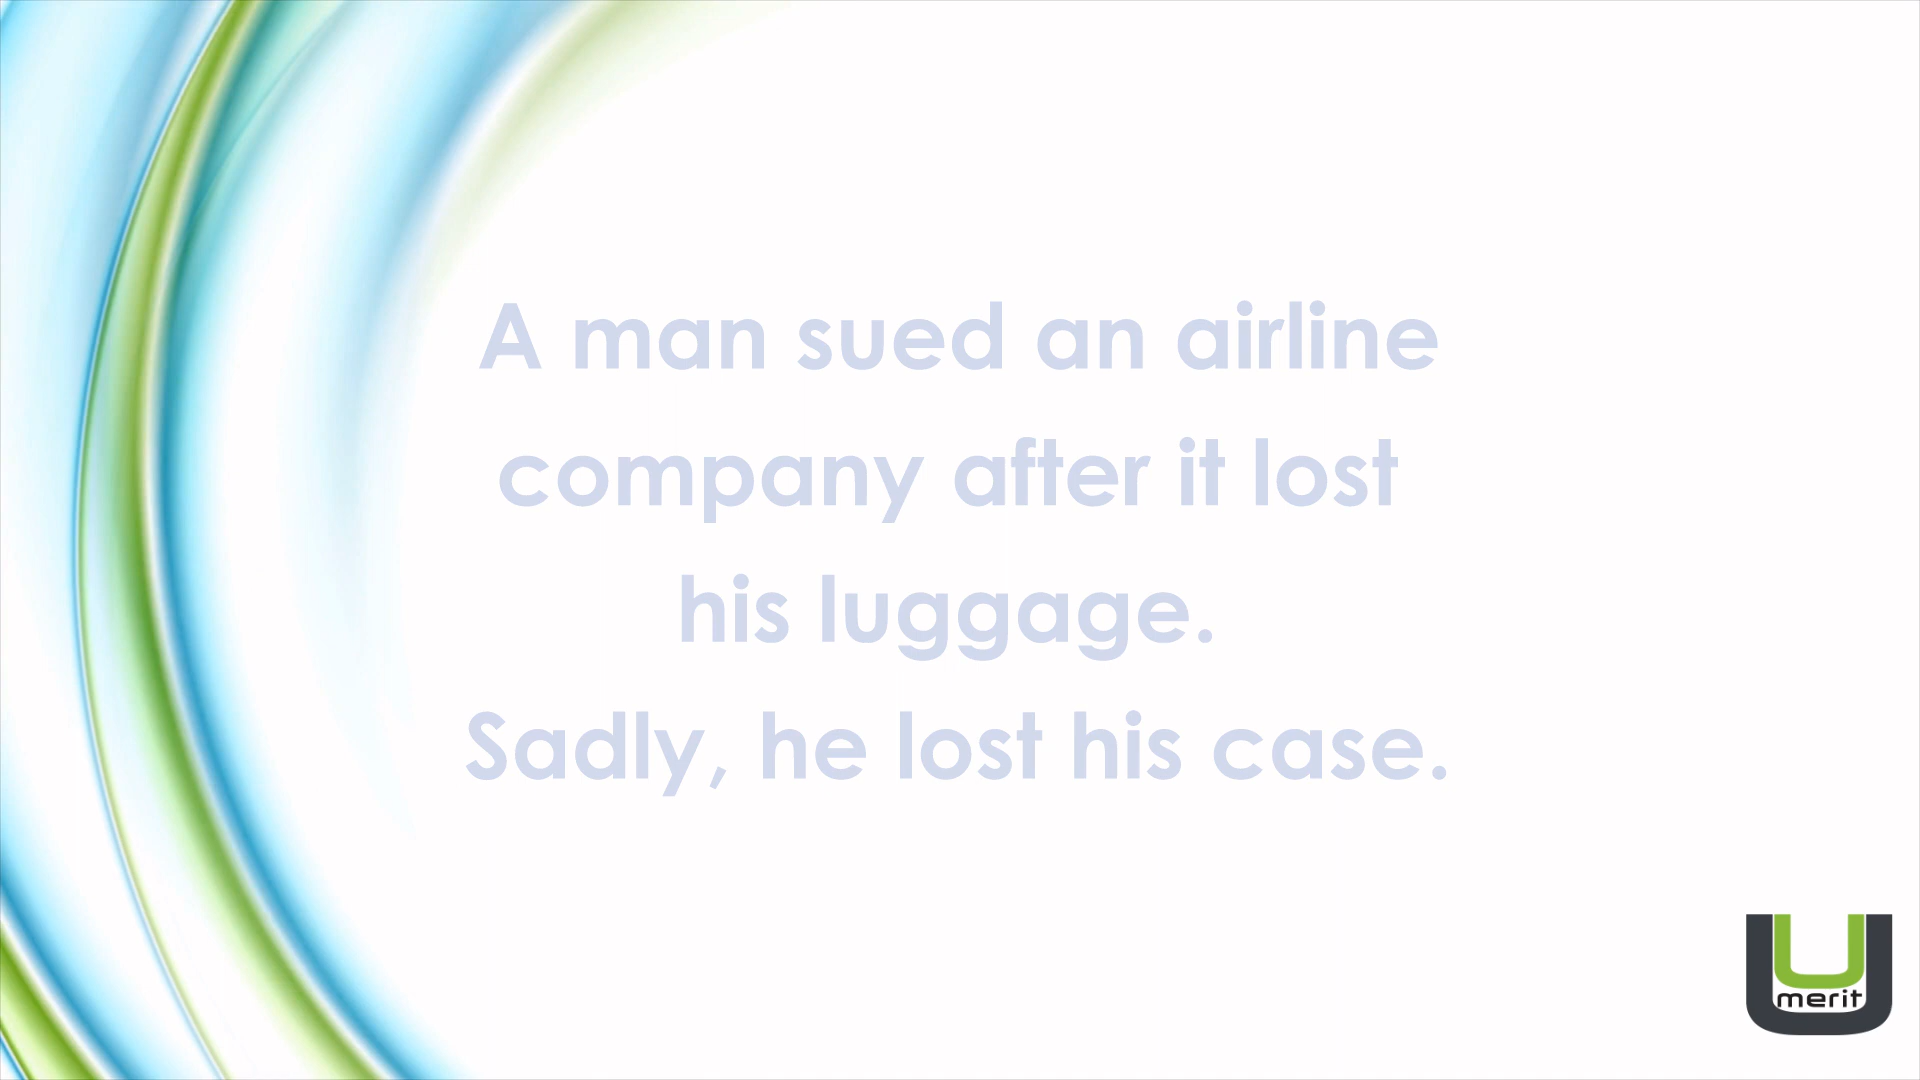 A man sued an airline
company after it lost
his luggage.
Sadly, he lost his case.
merit